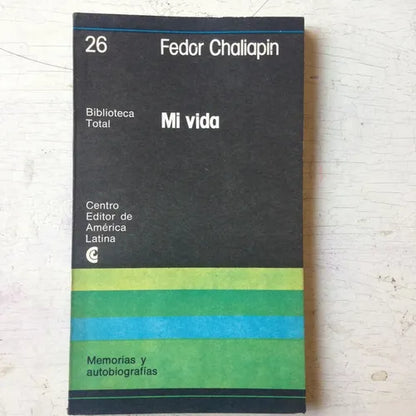 26 Fedor Chaliapin
Biblioteca
Total
Mi vida
Centro
Editor de
América
Latina
Memorias y
autobiografías